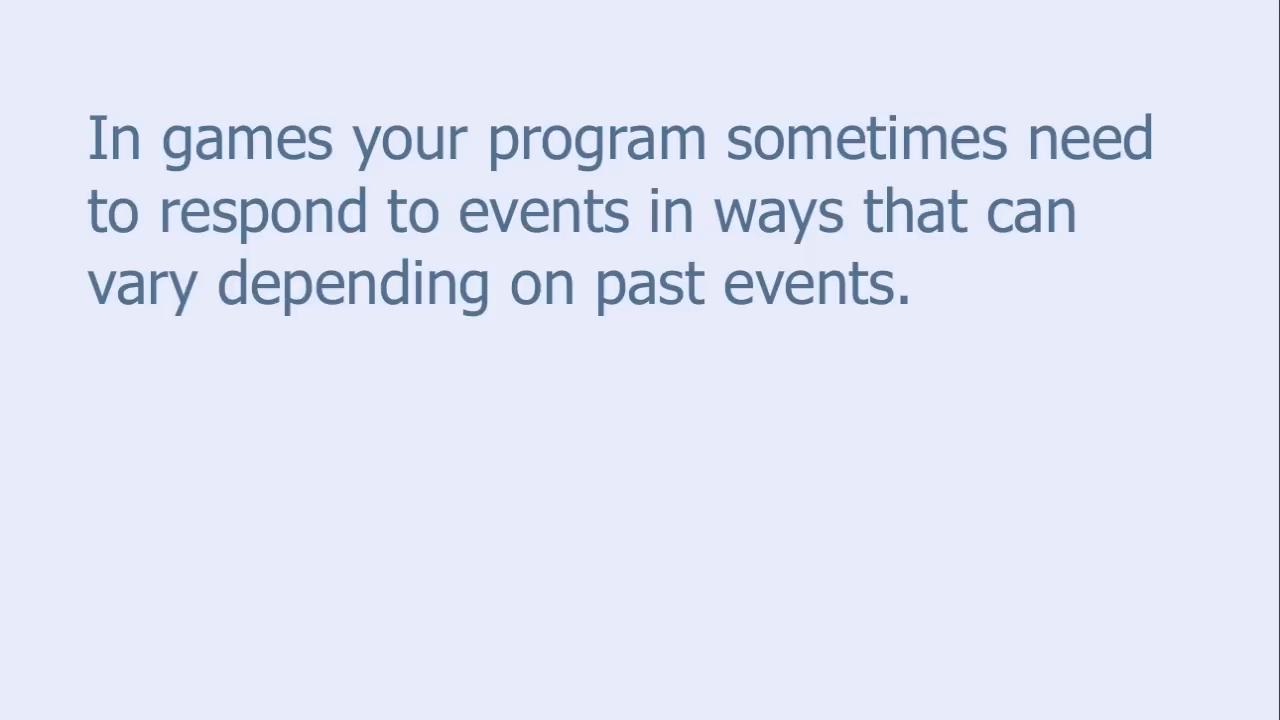 In games your program sometimes need
to respond to events in ways that can
vary depending on past events.